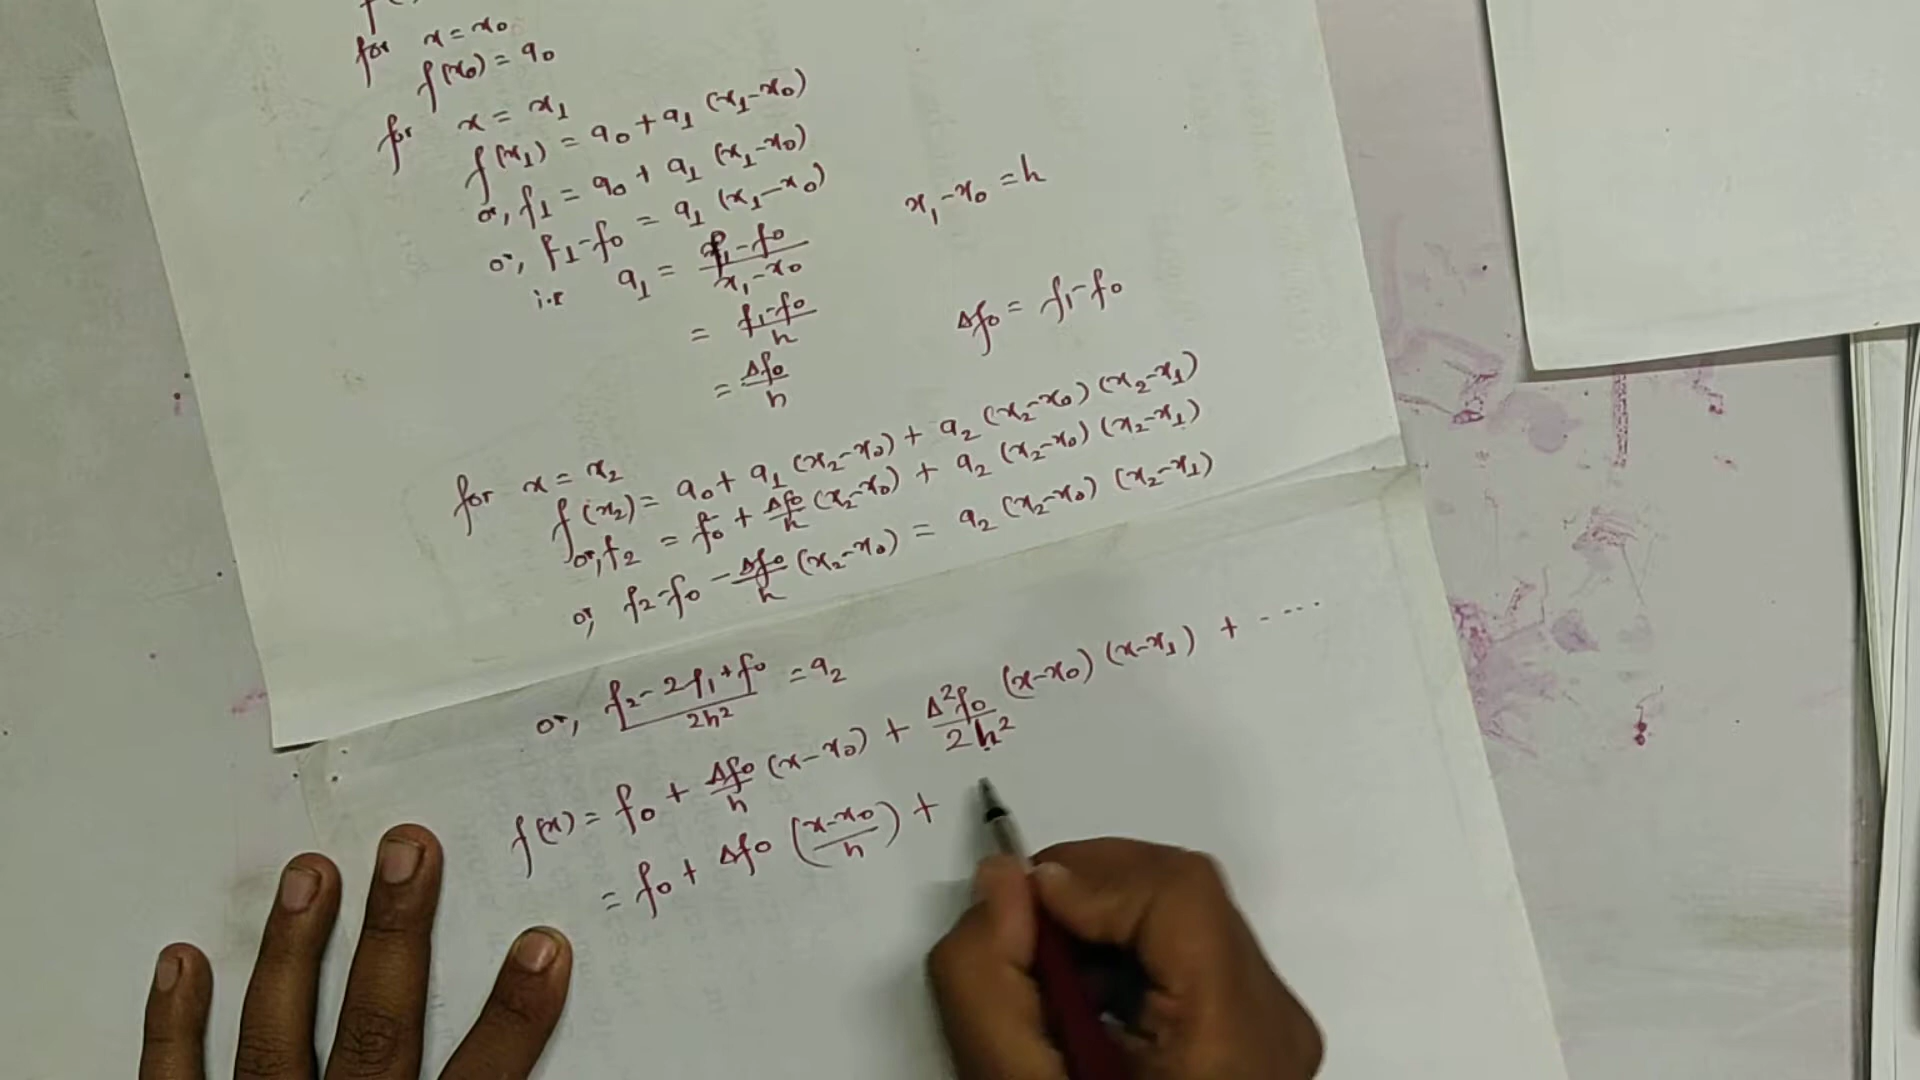 for x = x₀
f(x₀) = a₀
for x = x₁
f(x₁) = a₀ + a₁ (x₁-x₀)
or, f₁ = a₀ + a₁ (x₁-x₀)
or, f₁-f₀ = a₁ (x₁-x₀)
x₁-x₀ = h
i.e a₁ = (f₁-f₀)/(x₁-x₀)
= (f₁-f₀)/h
Δf₀ = f₁-f₀
= Δf₀/h
for x = x₂
f(x₂) = a₀ + a₁ (x₂-x₀) + a₂ (x₂-x₀) (x₂-x₁)
or, f₂ = f₀ + Δf₀/h (x₂-x₀) + a₂ (x₂-x₀) (x₂-x₁)
or, f₂-f₀ - Δf₀/h (x₂-x₀) = a₂ (x₂-x₀) (x₂-x₁)
or, (f₂-2f₁+f₀)/2h² = a₂
f(x) = f₀ + Δf₀/h (x-x₀) + Δ²f₀/2h² (x-x₀) (x-x₁) + ----
= f₀ + Δf₀ ((x-x₀)/h) +